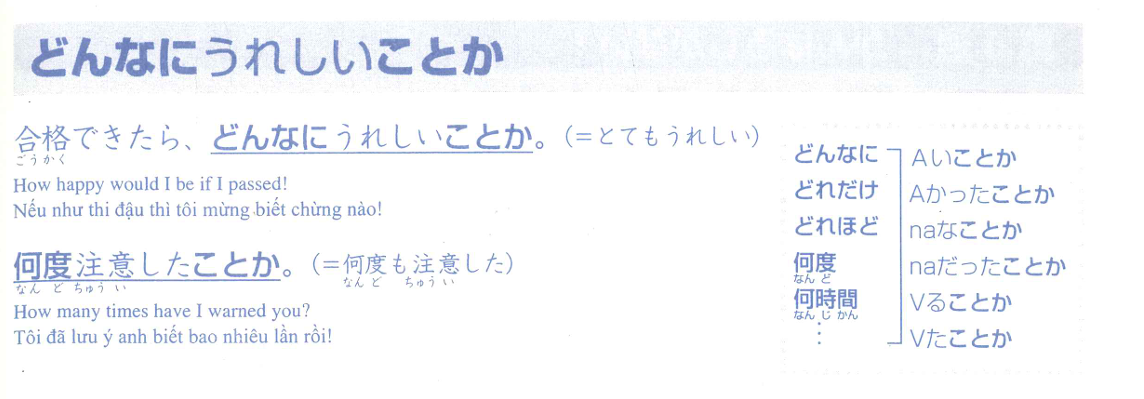 どんなにうれしいことか
合格できたら、どんなにうれしいことか。(=とてもうれしい)
ごうかく
How happy would I be if I passed!
Nếu như thi đậu thì tôi mừng biết chừng nào!
何度注意したことか。(=何度も注意した)
なん ど ちゅう い なん ど ちゅう い
How many times have I warned you?
Tôi đã lưu ý anh biết bao nhiêu lần rồi!
どんなに Aいことか
どれだけ Aかったことか
どれほど naなことか
何度 naだったことか
なん ど
何時間 Vることか
なん じ かん
⋮ Vたことか